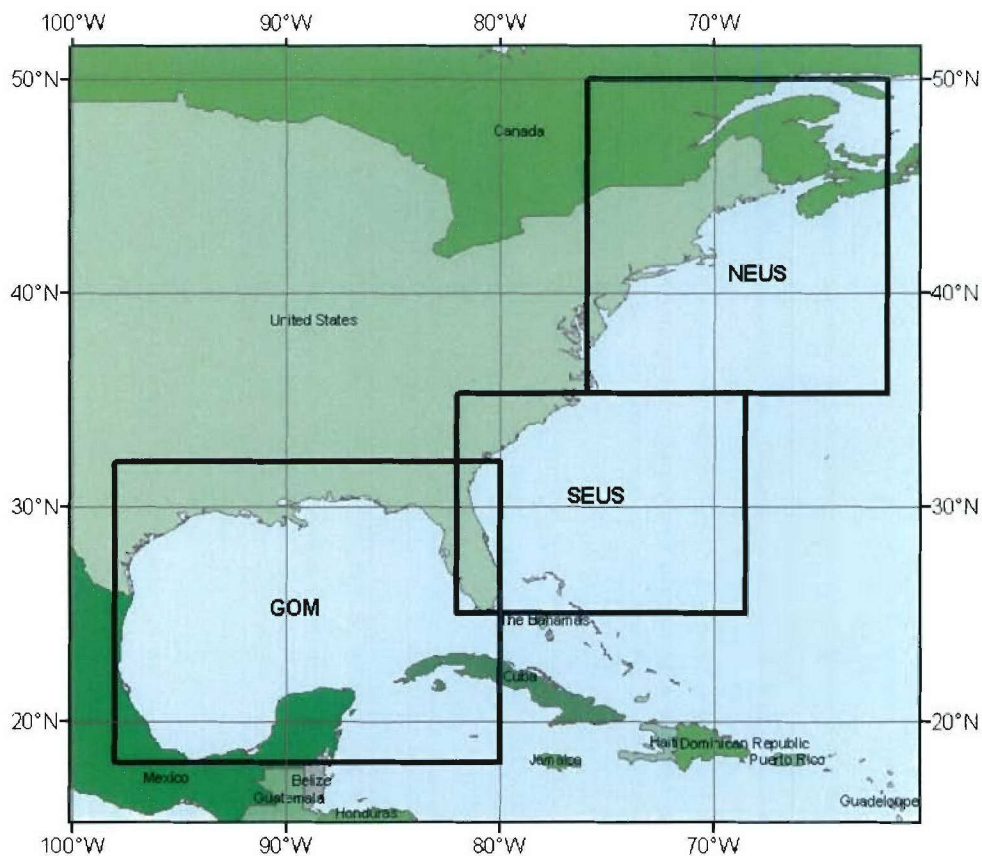 100°W 90°W 80°W 70°W
50°N 50°N
Canada
NEUS
40°N 40°N
United States
SEUS
30°N 30°N
GOM
The Bahamas
Cuba
20°N 20°N
Haiti Dominican Republic
Jamaica Puerto Rico
Mexico Belize
Guatemala Guadeloupe
Honduras
100°W 90°W 80°W 70°W